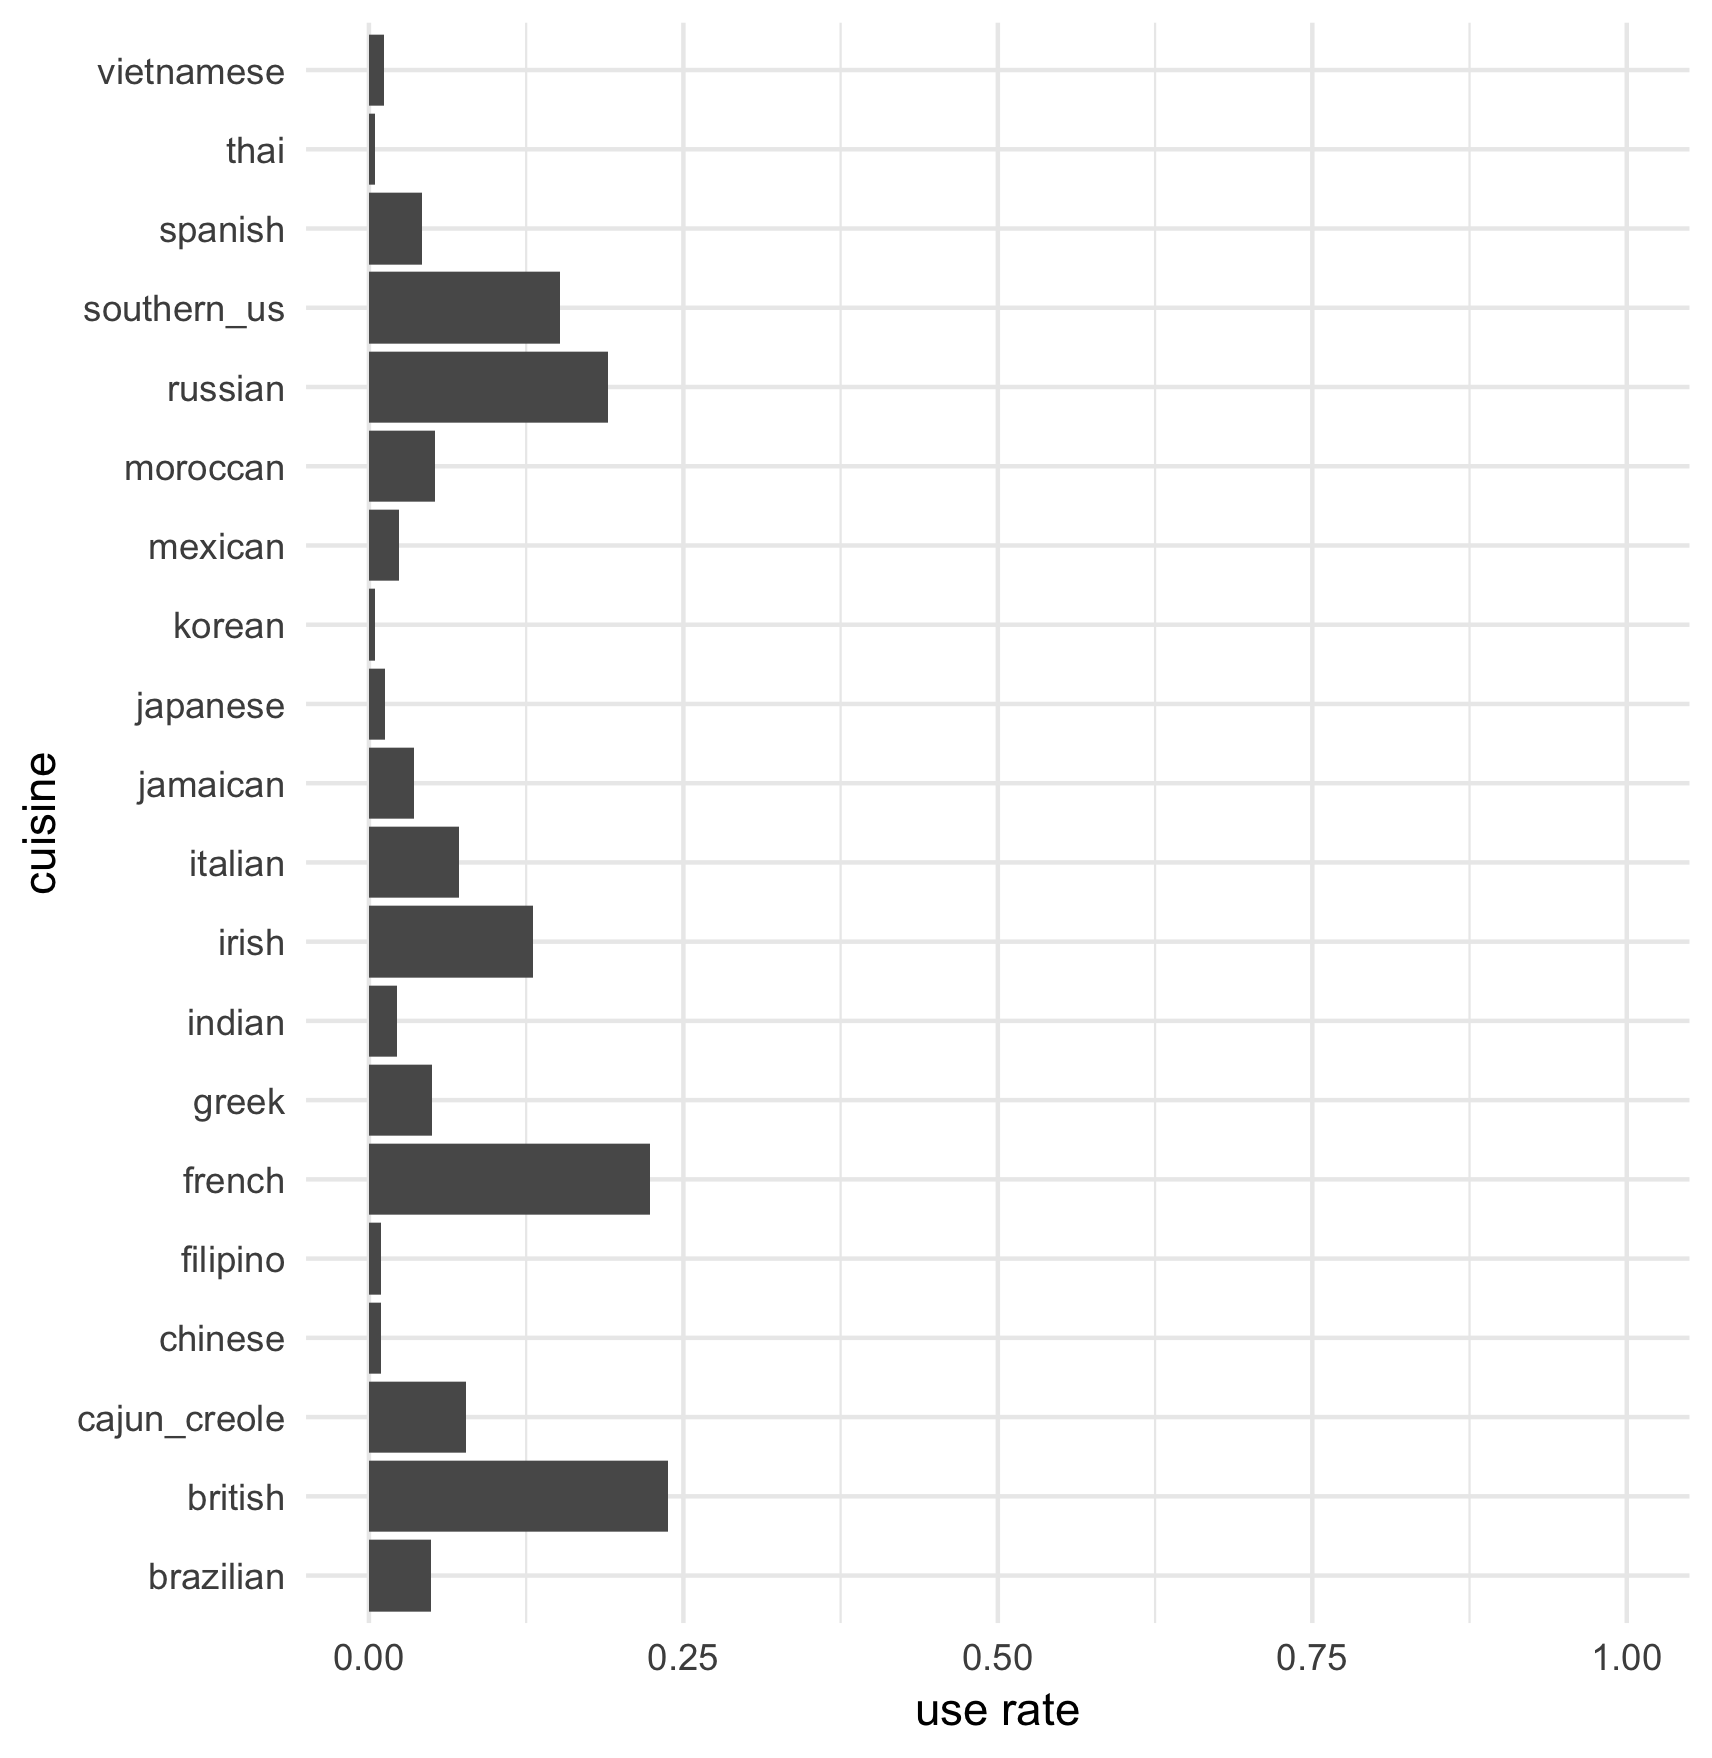 vietnamese
thai
spanish
southern_us
russian
moroccan
mexican
korean
japanese
jamaican
italian
irish
indian
greek
french
filipino
chinese
cajun_creole
british
brazilian
cuisine
0.00 0.25 0.50 0.75 1.00
use rate